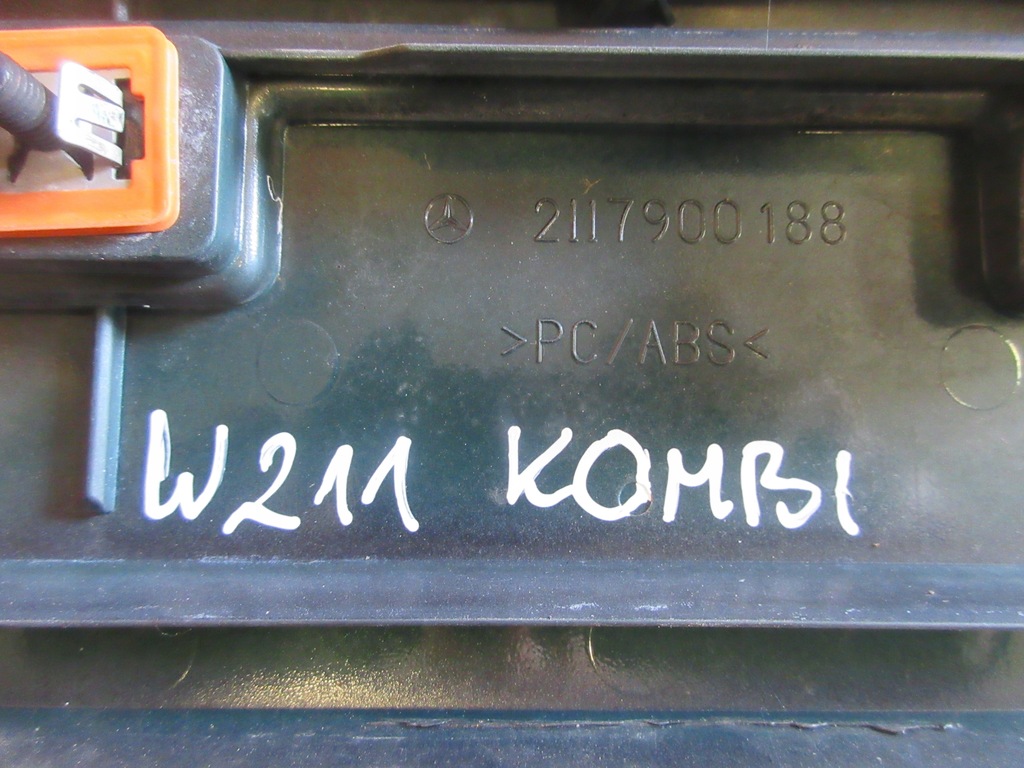 2117900188
>PC/ABS<
W211 KOMBI